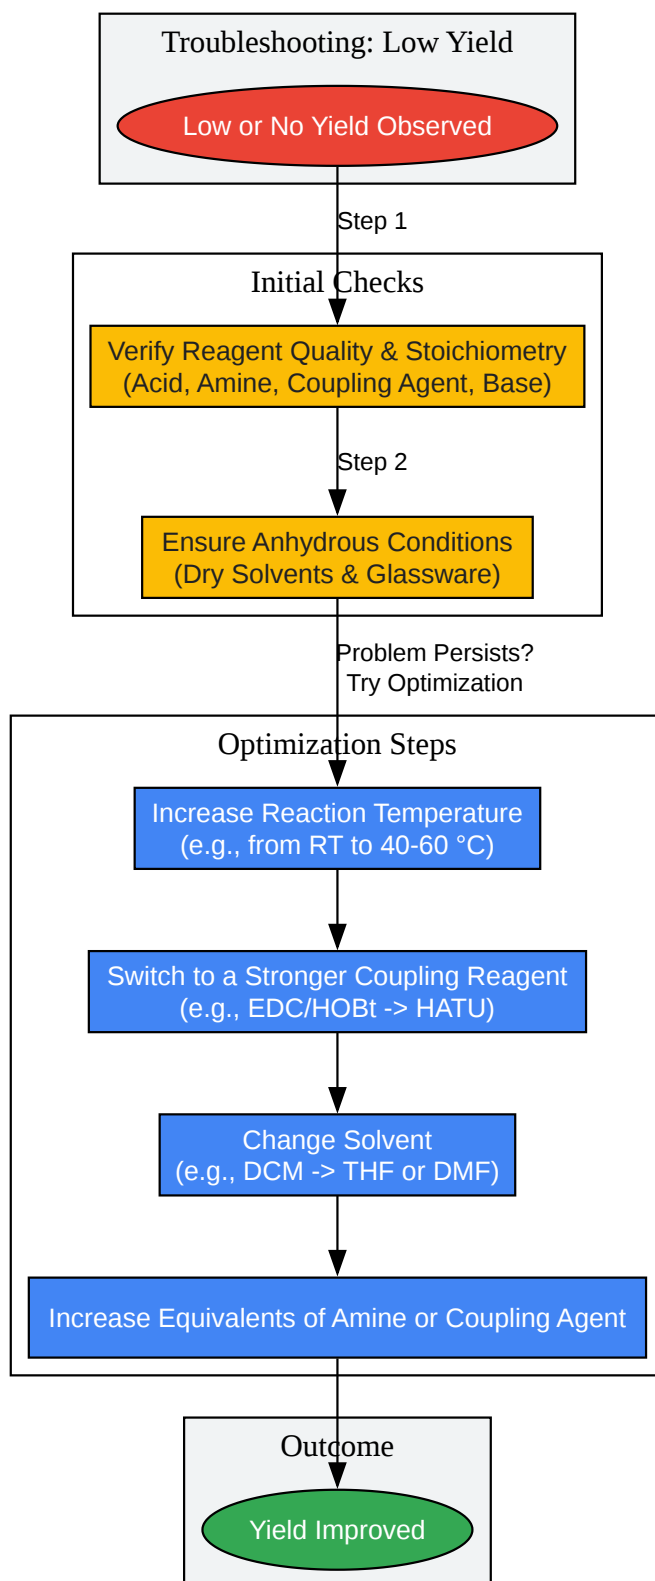 Troubleshooting: Low Yield
Low or No Yield Observed
Step 1
Initial Checks
Verify Reagent Quality & Stoichiometry
(Acid, Amine, Coupling Agent, Base)
Step 2
Ensure Anhydrous Conditions
(Dry Solvents & Glassware)
Problem Persists?
Try Optimization
Optimization Steps
Increase Reaction Temperature
(e.g., from RT to 40-60 °C)
Switch to a Stronger Coupling Reagent
(e.g., EDC/HOBt -> HATU)
Change Solvent
(e.g., DCM -> THF or DMF)
Increase Equivalents of Amine or Coupling Agent
Outcome
Yield Improved